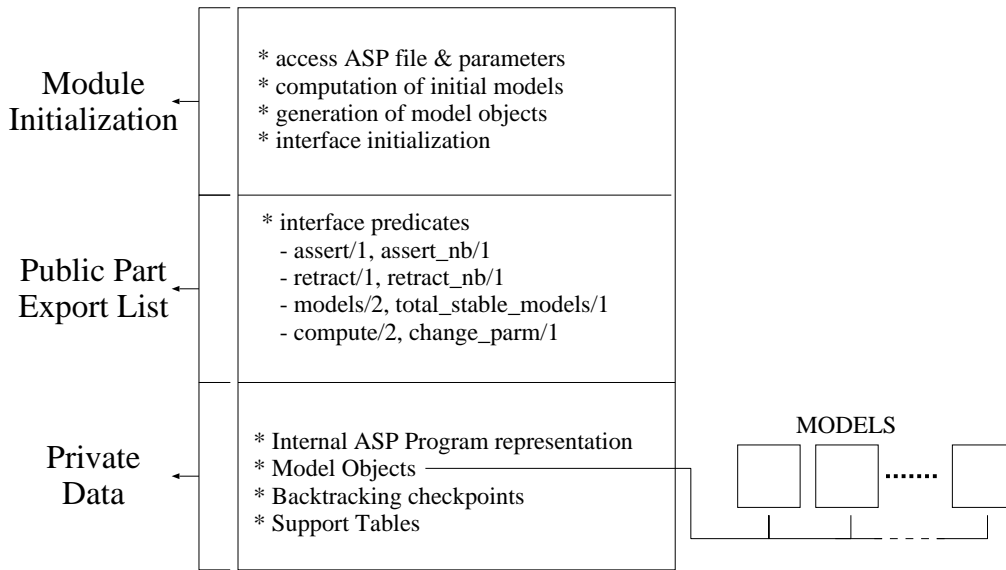 Module
Initialization
* access ASP file & parameters
* computation of initial models
* generation of model objects
* interface initialization
Public Part
Export List
* interface predicates
- assert/1, assert_nb/1
- retract/1, retract_nb/1
- models/2, total_stable_models/1
- compute/2, change_parm/1
Private
Data
* Internal ASP Program representation
* Model Objects
* Backtracking checkpoints
* Support Tables
MODELS